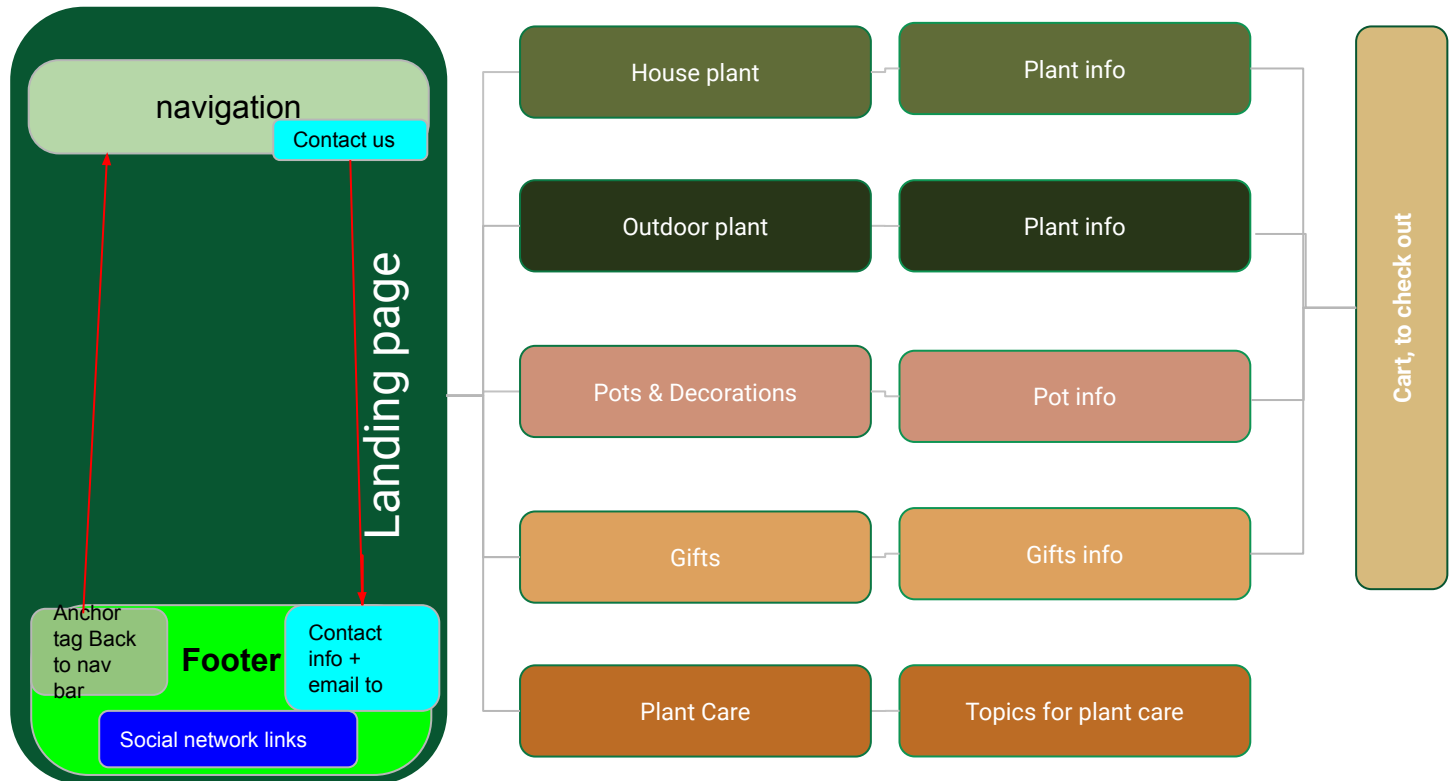 navigation
Contact us
Landing page
Anchor
tag Back
to nav
bar
Footer
Contact
info +
email to
Social network links
House plant
Plant info
Outdoor plant
Plant info
Pots & Decorations
Pot info
Gifts
Gifts info
Plant Care
Topics for plant care
Cart, to check out